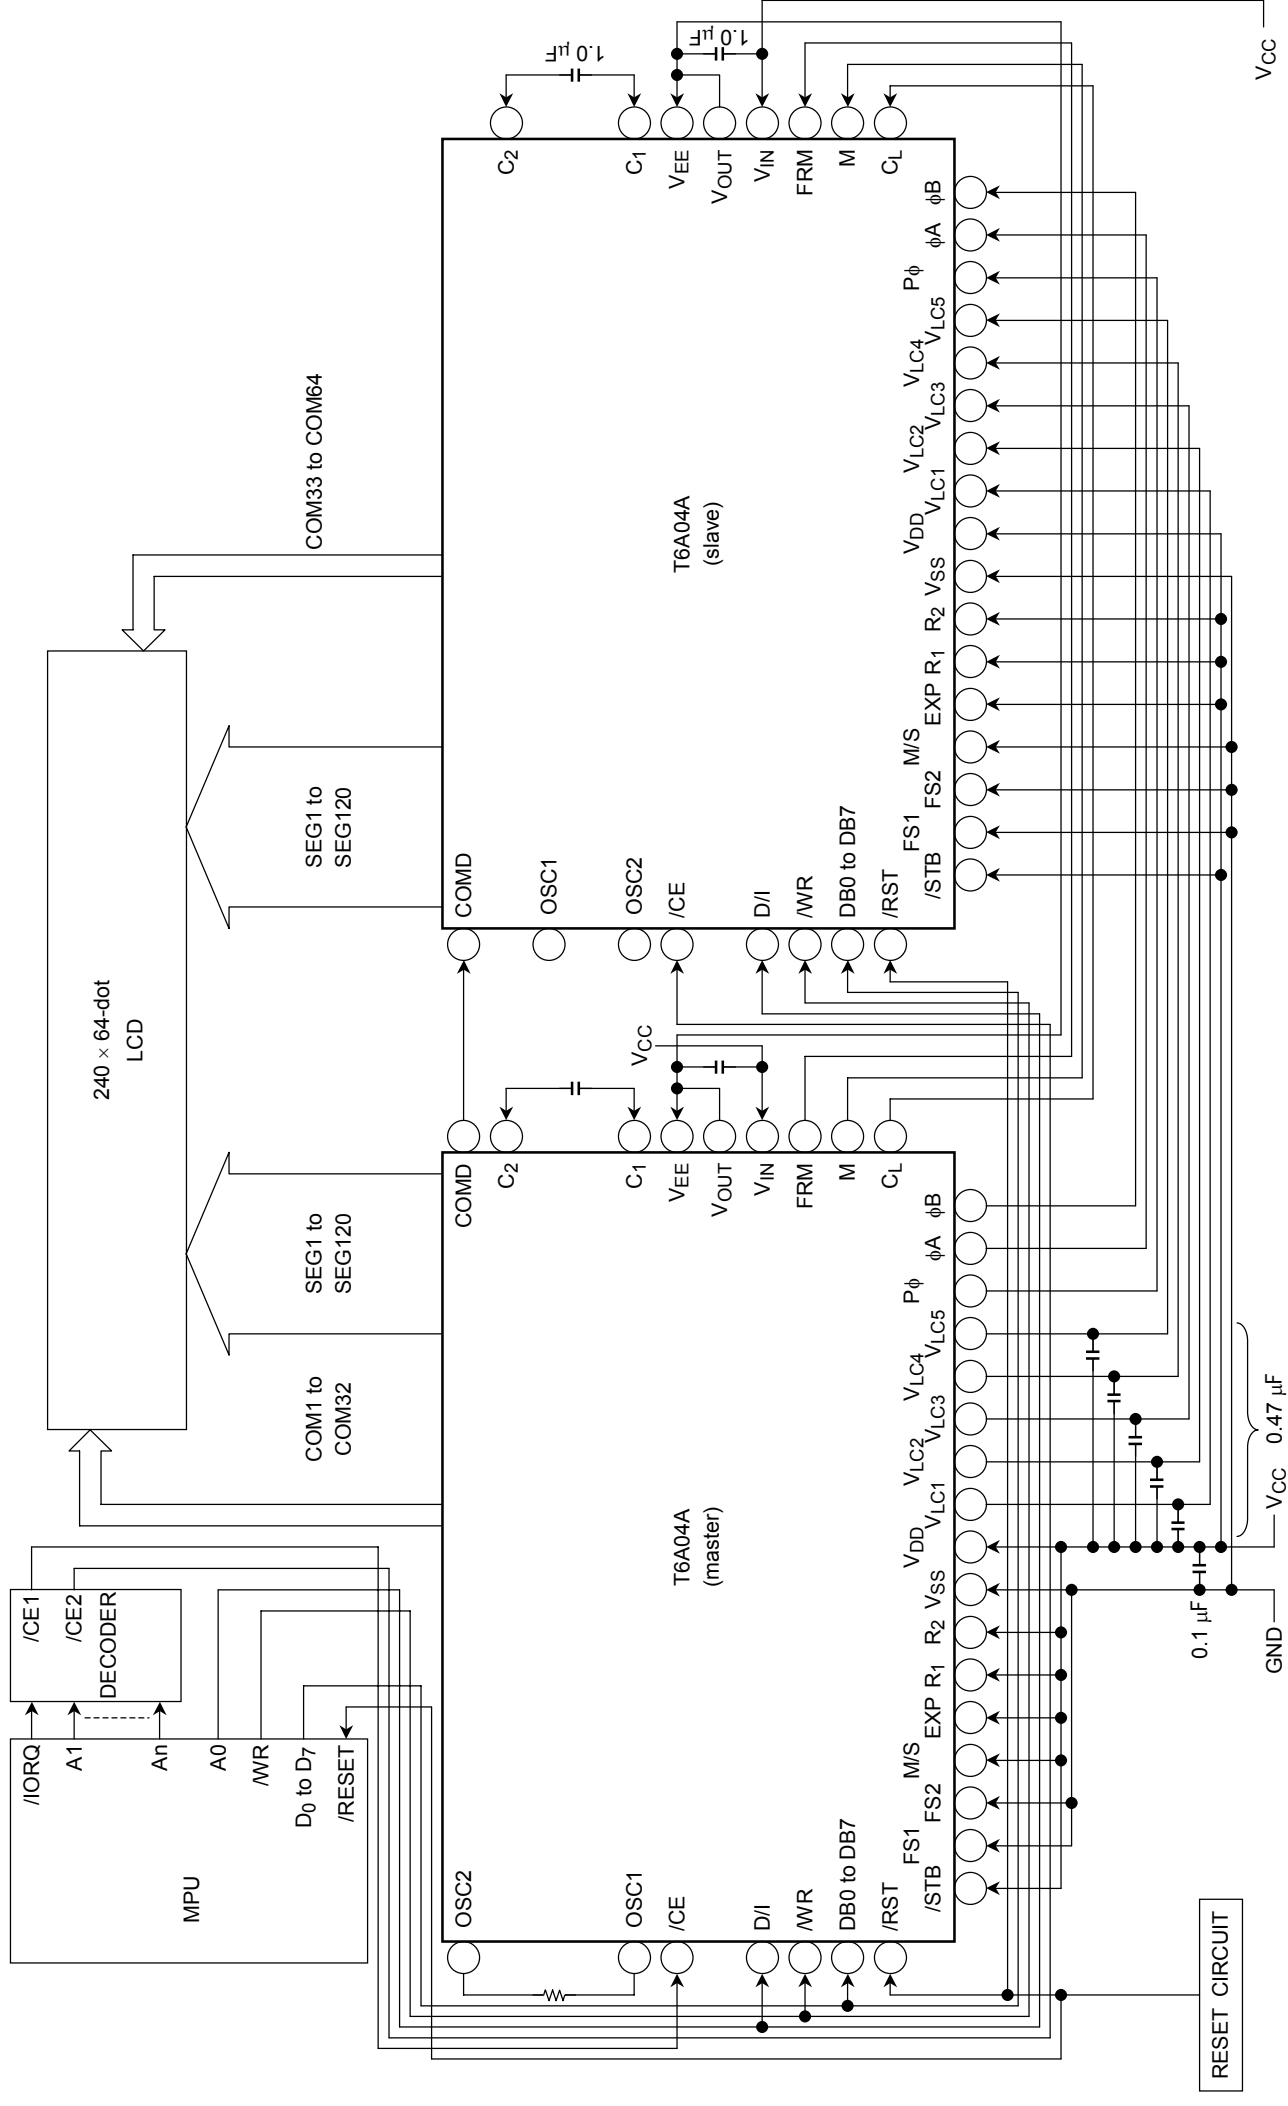 MPU
/IORQ
A1
An
A0
/WR
D0 to D7
/RESET
/CE1
/CE2
DECODER
240 × 64-dot
LCD
COM1 to
COM32
SEG1 to
SEG120
SEG1 to
SEG120
COM33 to COM64
OSC2
OSC1
/CE
D/I
/WR
DB0 to DB7
/RST
T6A04A
(master)
COMD
C2
C1
VEE
VOUT
VIN
FRM
M
CL
/STB
FS1
FS2
M/S
EXP
R1
R2
VSS
VDD
VLC1
VLC2
VLC3
VLC4
VLC5
Pϕ
ϕA
ϕB
VCC
COMD
OSC1
OSC2
/CE
D/I
/WR
DB0 to DB7
/RST
T6A04A
(slave)
C2
C1
VEE
VOUT
VIN
FRM
M
CL
1.0 µF
1.0 µF
/STB
FS1
FS2
M/S
EXP
R1
R2
VSS
VDD
VLC1
VLC2
VLC3
VLC4
VLC5
Pϕ
ϕA
ϕB
RESET CIRCUIT
GND
0.1 µF
VCC
0.47 µF
VCC